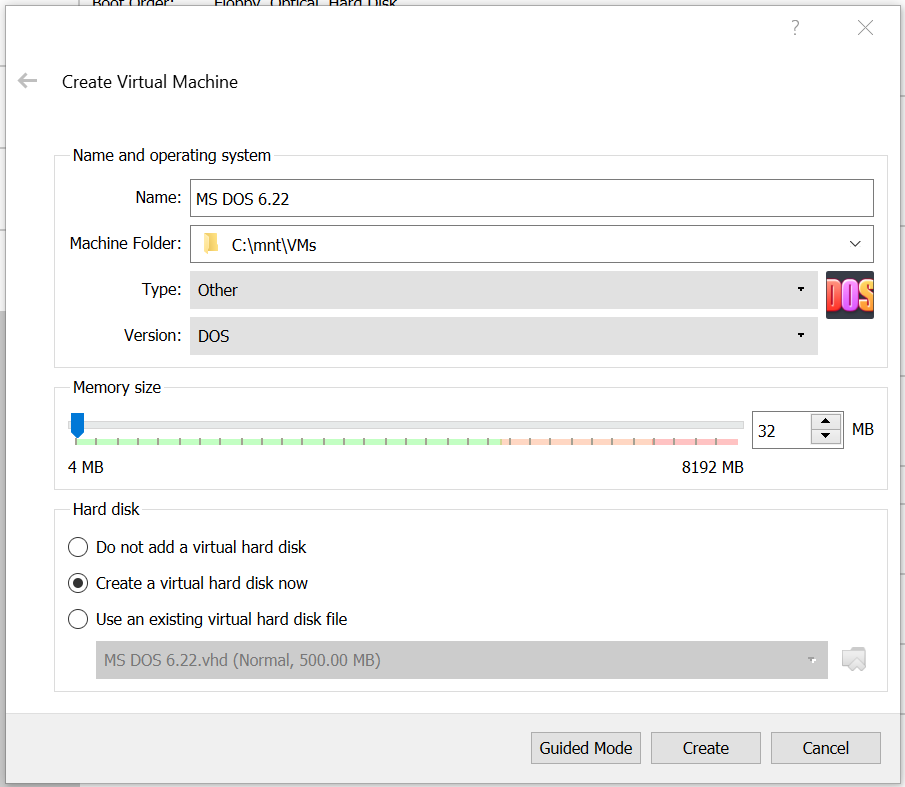 Boot Order: Floppy, Optical, Hard Disk
?
Create Virtual Machine
Name and operating system
Name: MS DOS 6.22
Machine Folder: C:\mnt\VMs
Type: Other
DOS
Version: DOS
Memory size
32 MB
4 MB 8192 MB
Hard disk
Do not add a virtual hard disk
Create a virtual hard disk now
Use an existing virtual hard disk file
MS DOS 6.22.vhd (Normal, 500.00 MB)
Guided Mode Create Cancel